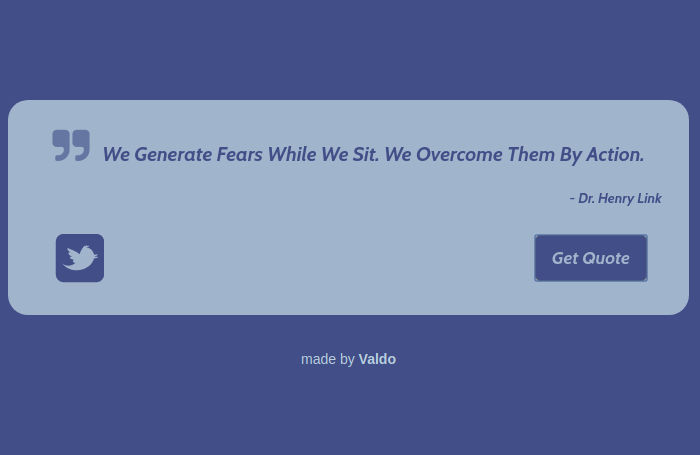 We Generate Fears While We Sit. We Overcome Them By Action.
- Dr. Henry Link
Get Quote
made by Valdo